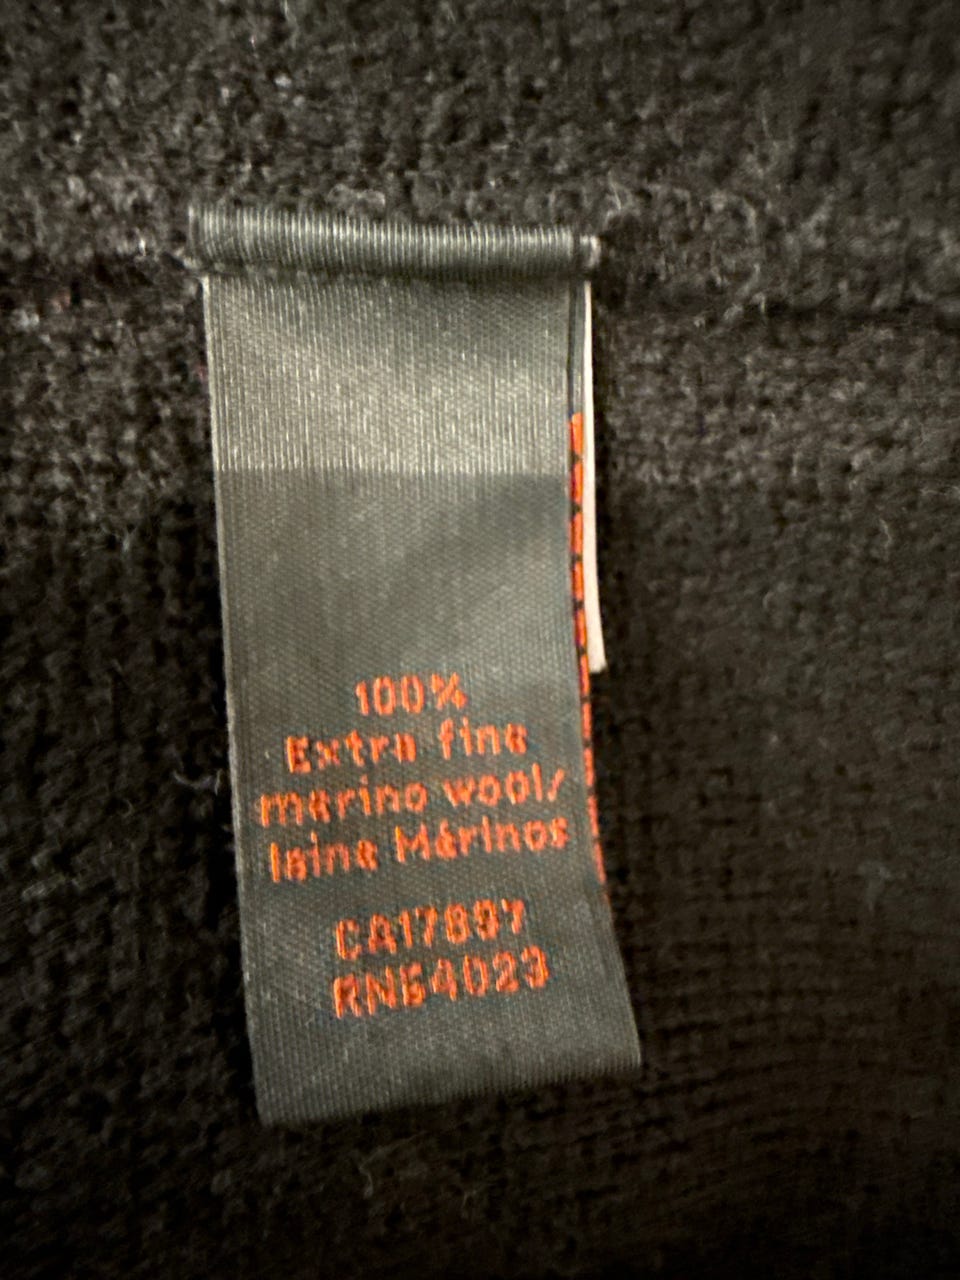 100%
Extra fine
merino wool/
laine Mérinos
CA17897
RN54023